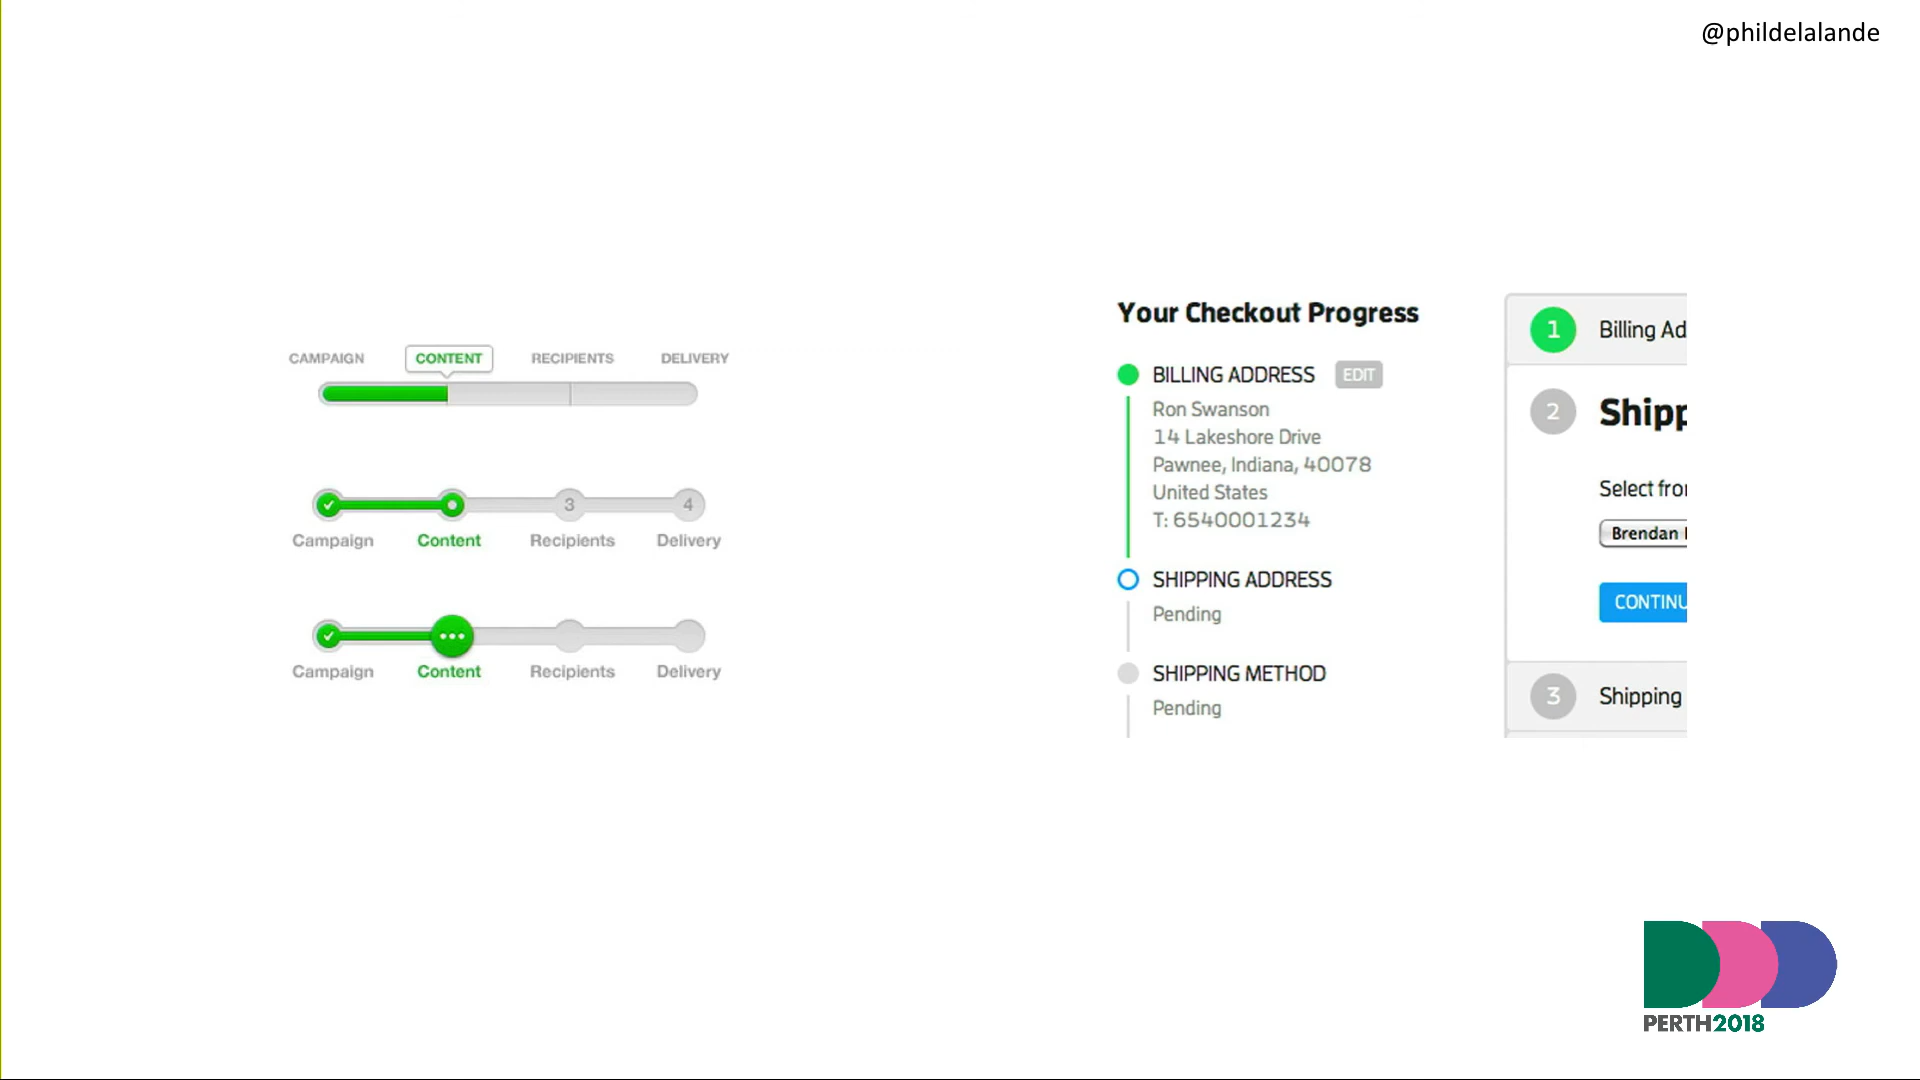 @phildelalande
CAMPAIGN CONTENT RECIPIENTS DELIVERY
3 4
Campaign Content Recipients Delivery
Campaign Content Recipients Delivery
Your Checkout Progress
BILLING ADDRESS EDIT
Ron Swanson
14 Lakeshore Drive
Pawnee, Indiana, 40078
United States
T: 6540001234
SHIPPING ADDRESS
Pending
SHIPPING METHOD
Pending
1 Billing Ad
2 Shipp
Select fro
Brendan
CONTINU
3 Shipping
PERTH2018